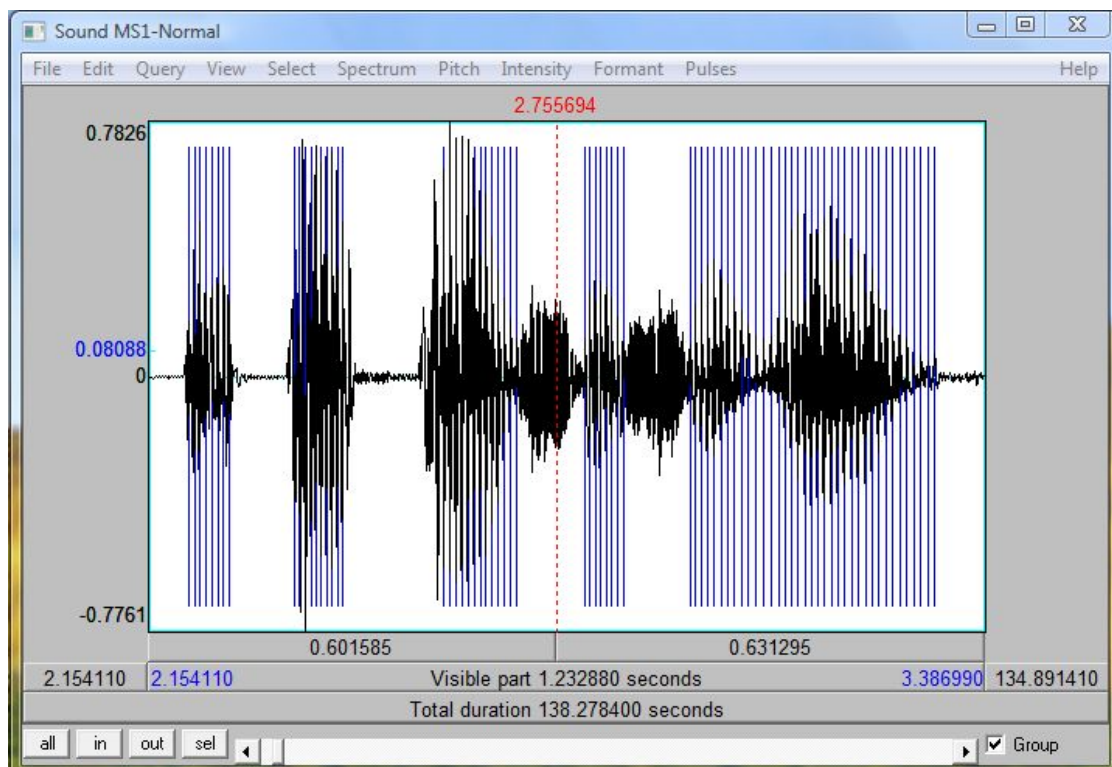 Sound MS1-Normal
File Edit Query View Select Spectrum Pitch Intensity Formant Pulses Help
2.755694
0.7826
0.08088
0
-0.7761
0.601585 0.631295
2.154110 2.154110 Visible part 1.232880 seconds 3.386990 134.891410
Total duration 138.278400 seconds
all in out sel Group